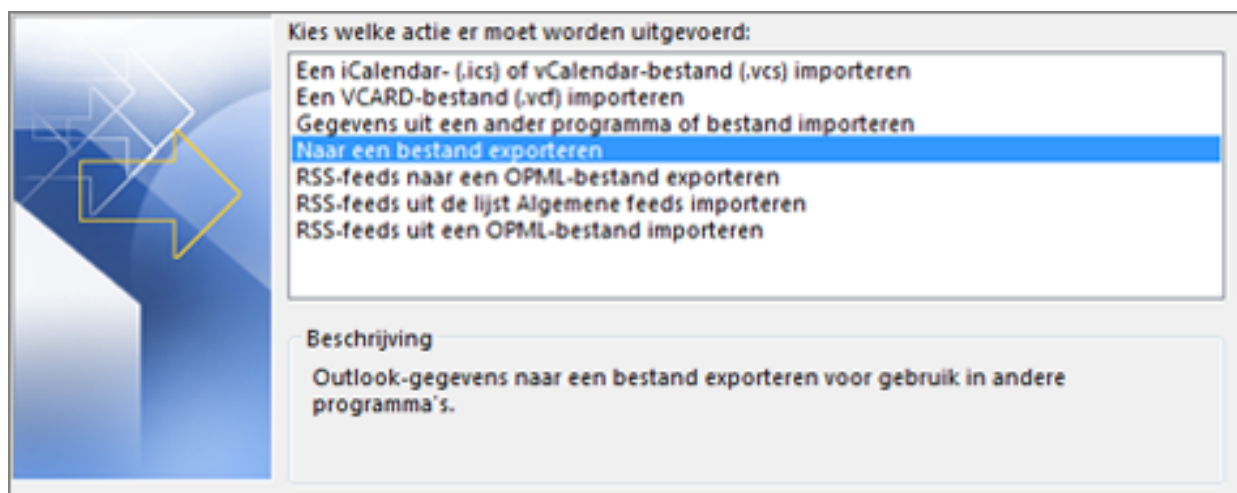 Kies welke actie er moet worden uitgevoerd:
Een iCalendar- (.ics) of vCalendar-bestand (.vcs) importeren
Een VCARD-bestand (.vcf) importeren
Gegevens uit een ander programma of bestand importeren
Naar een bestand exporteren
RSS-feeds naar een OPML-bestand exporteren
RSS-feeds uit de lijst Algemene feeds importeren
RSS-feeds uit een OPML-bestand importeren
Beschrijving
Outlook-gegevens naar een bestand exporteren voor gebruik in andere
programma's.